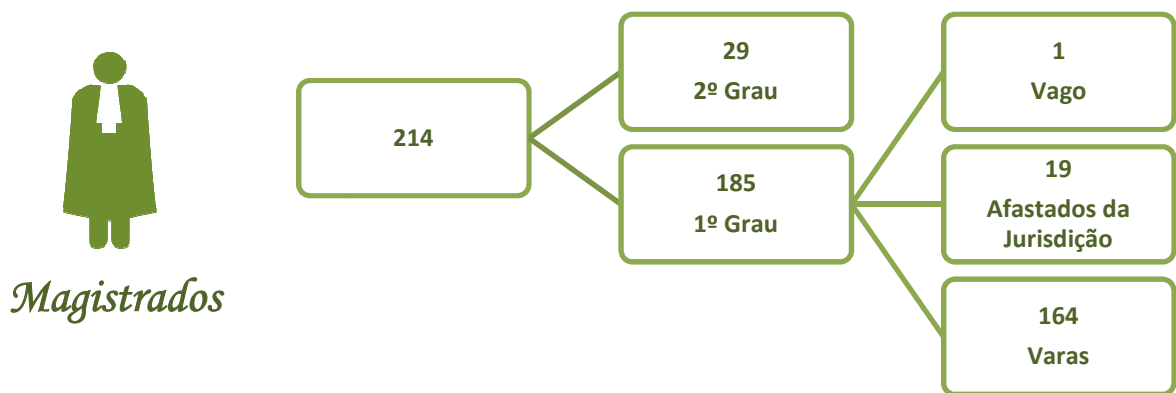 Magistrados
214
29
2º Grau
185
1º Grau
1
Vago
19
Afastados da
Jurisdição
164
Varas